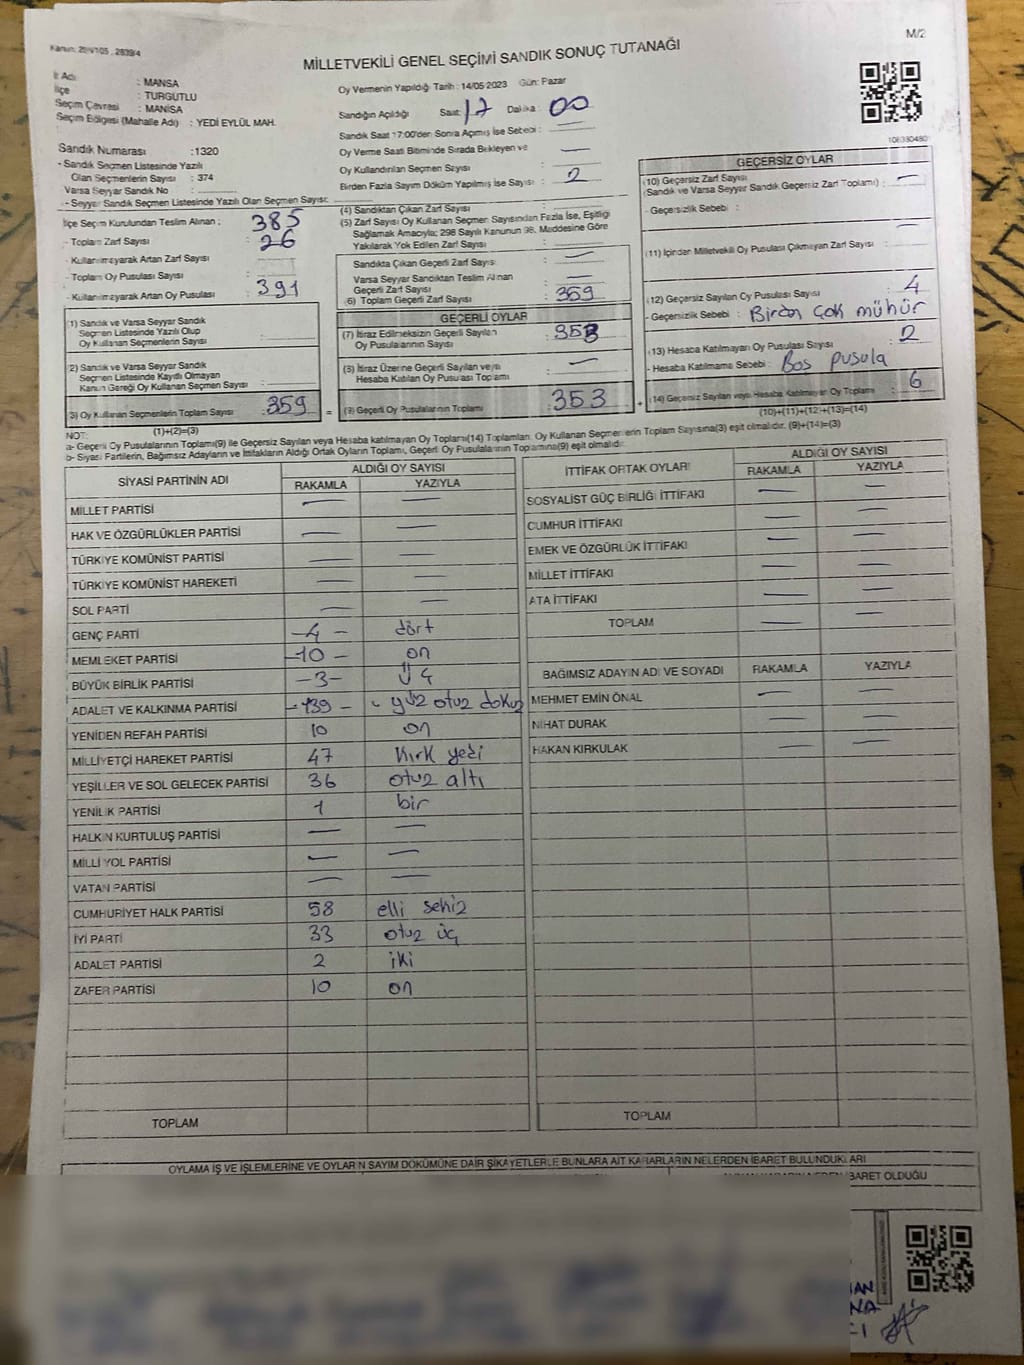 M/2
Kanun: 298/105 , 2839/4
MİLLETVEKİLİ GENEL SEÇİMİ SANDIK SONUÇ TUTANAĞI
İl Adı : MANSA
İlçe : TURGUTLU
Seçim Çevresi : MANİSA
Seçim Bölgesi (Mahalle Adı) : YEDİ EYLÜL MAH.
Oy Vermenin Yapıldığı Tarih : 14/05/2023 Gün: Pazar
Sandığın Açıldığı Saat: 17 Dakika : 00
Sandık Saat 17:00'den Sonra Açımış İse Sebebi : —
Oy Verme Saati Bitiminde Sırada Bekleyen ve
Oy Kullandırılan Seçmen Sayısı : —
Birden Fazla Sayım Döküm Yapılmış İse Sayısı : 2
Sandık Numarası : 1320
- Sandık Seçmen Listesinde Yazılı
Olan Seçmenlerin Sayısı : 374
Varsa Seyyar Sandık No :
- Seyyar Sandık Seçmen Listesinde Yazılı Olan Seçmen Sayısı:
İlçe Seçim Kurulundan Teslim Alınan ; 385
- Toplam Zarf Sayısı : 26
- Kullanılmayarak Artan Zarf Sayısı
- Toplam Oy Pusulası Sayısı
- Kullanılmayarak Artan Oy Pusulası : 391
(1) Sandık ve Varsa Seyyar Sandık
Seçmen Listesinde Yazılı Olup
Oy Kullanan Seçmenlerin Sayısı :
(2) Sandık ve Varsa Seyyar Sandık
Seçmen Listesinde Kayıtlı Olmayan
Kanun Gereği Oy Kullanan Seçmen Sayısı :
3) Oy Kullanan Seçmenlerin Toplam Sayısı : 359 =
(1)+(2)=(3)
(4) Sandıktan Çıkan Zarf Sayısı :
(5) Zarf Sayısı Oy Kullanan Seçmen Sayısından Fazla İse, Eşitliği
Sağlamak Amacıyla; 298 Sayılı Kanunun 98. Maddesine Göre
Yakılarak Yok Edilen Zarf Sayısı : —
Sandıkta Çıkan Geçerli Zarf Sayısı : —
Varsa Seyyar Sandıktan Teslim Alınan
Geçerli Zarf Sayısı : —
(6) Toplam Geçerli Zarf Sayısı : 359
GEÇERLİ OYLAR
(7) İtiraz Edilmeksizin Geçerli Sayılan
Oy Pusulalarının Sayısı : 353
(8) İtiraz Üzerine Geçerli Sayılan veya
Hesaba Katılan Oy Pusulası Toplamı : —
(9) Geçerli Oy Pusulalarının Toplamı : 353 +
GEÇERSİZ OYLAR
(10) Geçersiz Zarf Sayısı
(Sandık ve Varsa Seyyar Sandık Geçersiz Zarf Toplamı) : —
- Geçersizlik Sebebi :
(11) İçinden Milletvekili Oy Pusulası Çıkmayan Zarf Sayısı : —
(12) Geçersiz Sayılan Oy Pusulası Sayısı : 4
- Geçersizlik Sebebi : Birden çok mühür
(13) Hesaba Katılmayan Oy Pusulası Sayısı : 2
- Hesaba Katılmama Sebebi : Boş pusula
(14) Geçersiz Sayılan veya Hesaba Katılmayan Oy Toplamı : 6
(10)+(11)+(12)+(13)=(14)
NOT:
a- Geçerli Oy Pusulalarının Toplamı(9) ile Geçersiz Sayılan veya Hesaba katılmayan Oy Toplamı(14) Toplamları, Oy Kullanan Seçmenlerin Toplam Sayısına(3) eşit olmalıdır. (9)+(14)=(3)
b- Siyasi Partilerin, Bağımsız Adayların ve İttifakların Aldığı Ortak Oyların Toplamı, Geçerli Oy Pusulalarının Toplamına(9) eşit olmalıdır.
SİYASİ PARTİNİN ADI ALDIĞI OY SAYISI
RAKAMLA YAZIYLA
MİLLET PARTİSİ — —
HAK VE ÖZGÜRLÜKLER PARTİSİ — —
TÜRKİYE KOMÜNİST PARTİSİ — —
TÜRKİYE KOMÜNİST HAREKETİ — —
SOL PARTİ — —
GENÇ PARTİ -4- dört
MEMLEKET PARTİSİ -10- on
BÜYÜK BİRLİK PARTİSİ -3-
ADALET VE KALKINMA PARTİSİ -139- yüz otuz dokuz
YENİDEN REFAH PARTİSİ 10 on
MİLLİYETÇİ HAREKET PARTİSİ 47 kırk yedi
YEŞİLLER VE SOL GELECEK PARTİSİ 36 otuz altı
YENİLİK PARTİSİ 1 bir
HALKIN KURTULUŞ PARTİSİ — —
MİLLİ YOL PARTİSİ — —
VATAN PARTİSİ — —
CUMHURİYET HALK PARTİSİ 58 elli sekiz
İYİ PARTİ 33 otuz üç
ADALET PARTİSİ 2 iki
ZAFER PARTİSİ 10 on
TOPLAM
İTTİFAK ORTAK OYLARI ALDIĞI OY SAYISI
RAKAMLA YAZIYLA
SOSYALİST GÜÇ BİRLİĞİ İTTİFAKI — —
CUMHUR İTTİFAKI — —
EMEK VE ÖZGÜRLÜK İTTİFAKI — —
MİLLET İTTİFAKI — —
ATA İTTİFAKI — —
TOPLAM — —
BAĞIMSIZ ADAYIN ADI VE SOYADI RAKAMLA YAZIYLA
MEHMET EMİN ÖNAL — —
NİHAT DURAK — —
HAKAN KIRKULAK — —
TOPLAM
OYLAMA İŞ VE İŞLEMLERİNE VE OYLARIN SAYIM DÖKÜMÜNE DAİR ŞİKAYETLERLE BUNLARA AİT KARARLARIN NELERDEN İBARET BULUNDUKLARI
İBARET OLDUĞU